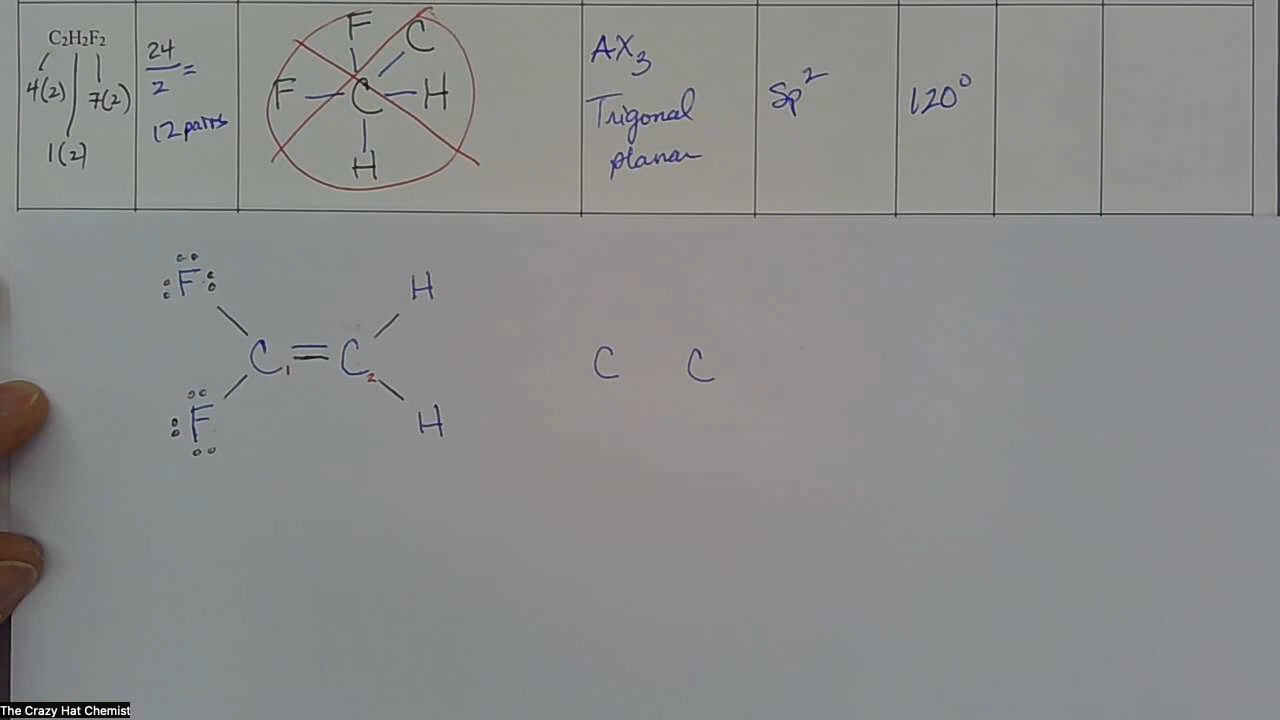 C₂H₂F₂
4(2) 7(2)
1(2)
24
2 =
12 pairs
F C
F — C — H
H
AX₃
Trigonal
planar
Sp²
120°
F H
C₁ = C₂ C C
F H
The Crazy Hat Chemist